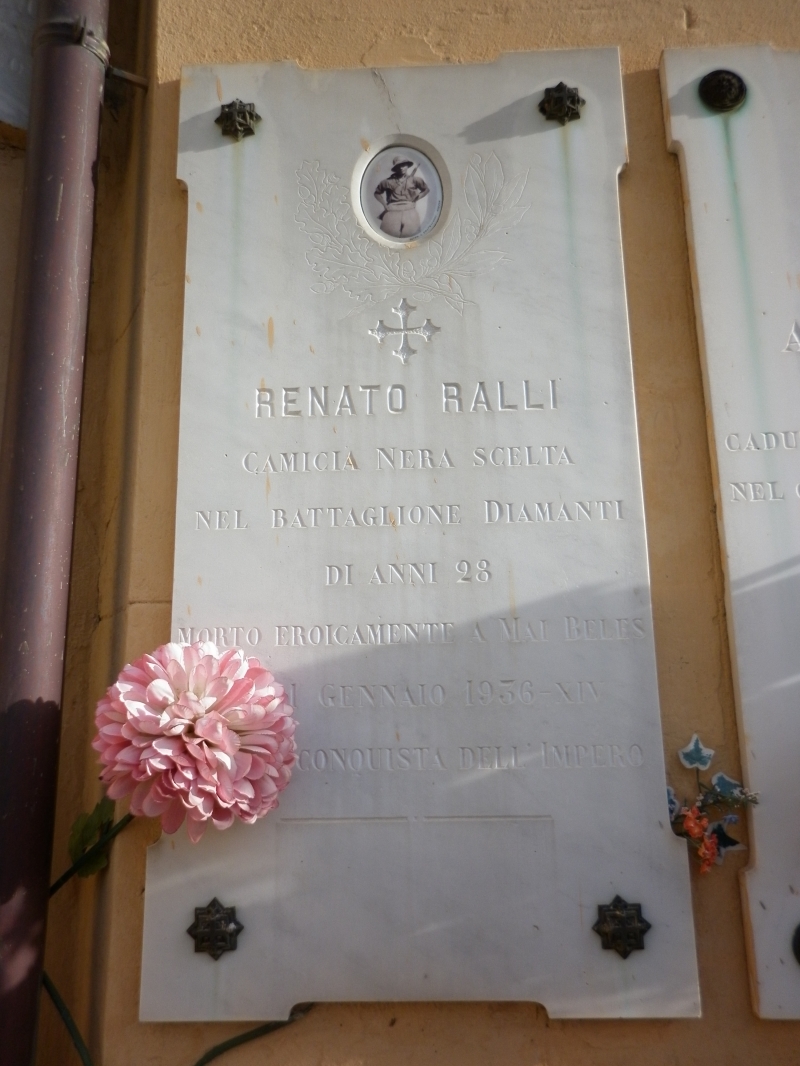 RENATO RALLI
CAMICIA NERA SCELTA
NEL BATTAGLIONE DIAMANTI
DI ANNI 28
MORTO EROICAMENTE A MAI BELES
1 GENNAIO 1936-XIV
CONQUISTA DELL'IMPERO
CADU
NEL